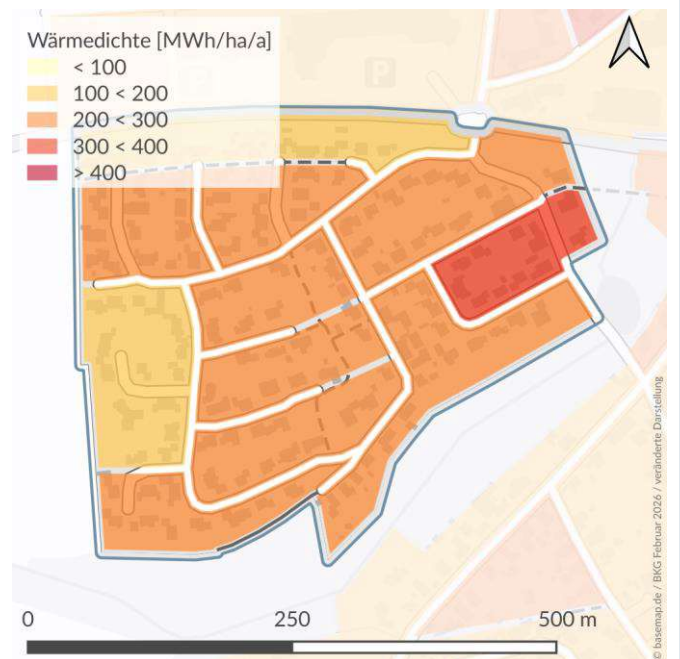 Wärmedichte [MWh/ha/a]
< 100
100 < 200
200 < 300
300 < 400
> 400
P
P
0 250 500 m
© basemap.de / BKG Februar 2026 / veränderte Darstellung